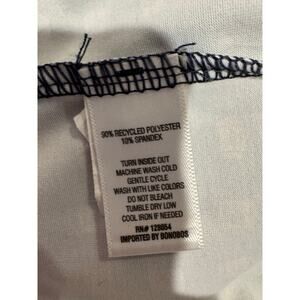 90% RECYCLED POLYESTER
10% SPANDEX
TURN INSIDE OUT
MACHINE WASH COLD
GENTLE CYCLE
WASH WITH LIKE COLORS
DO NOT BLEACH
TUMBLE DRY LOW
COOL IRON IF NEEDED
RN# 128054
IMPORTED BY BONOBOS